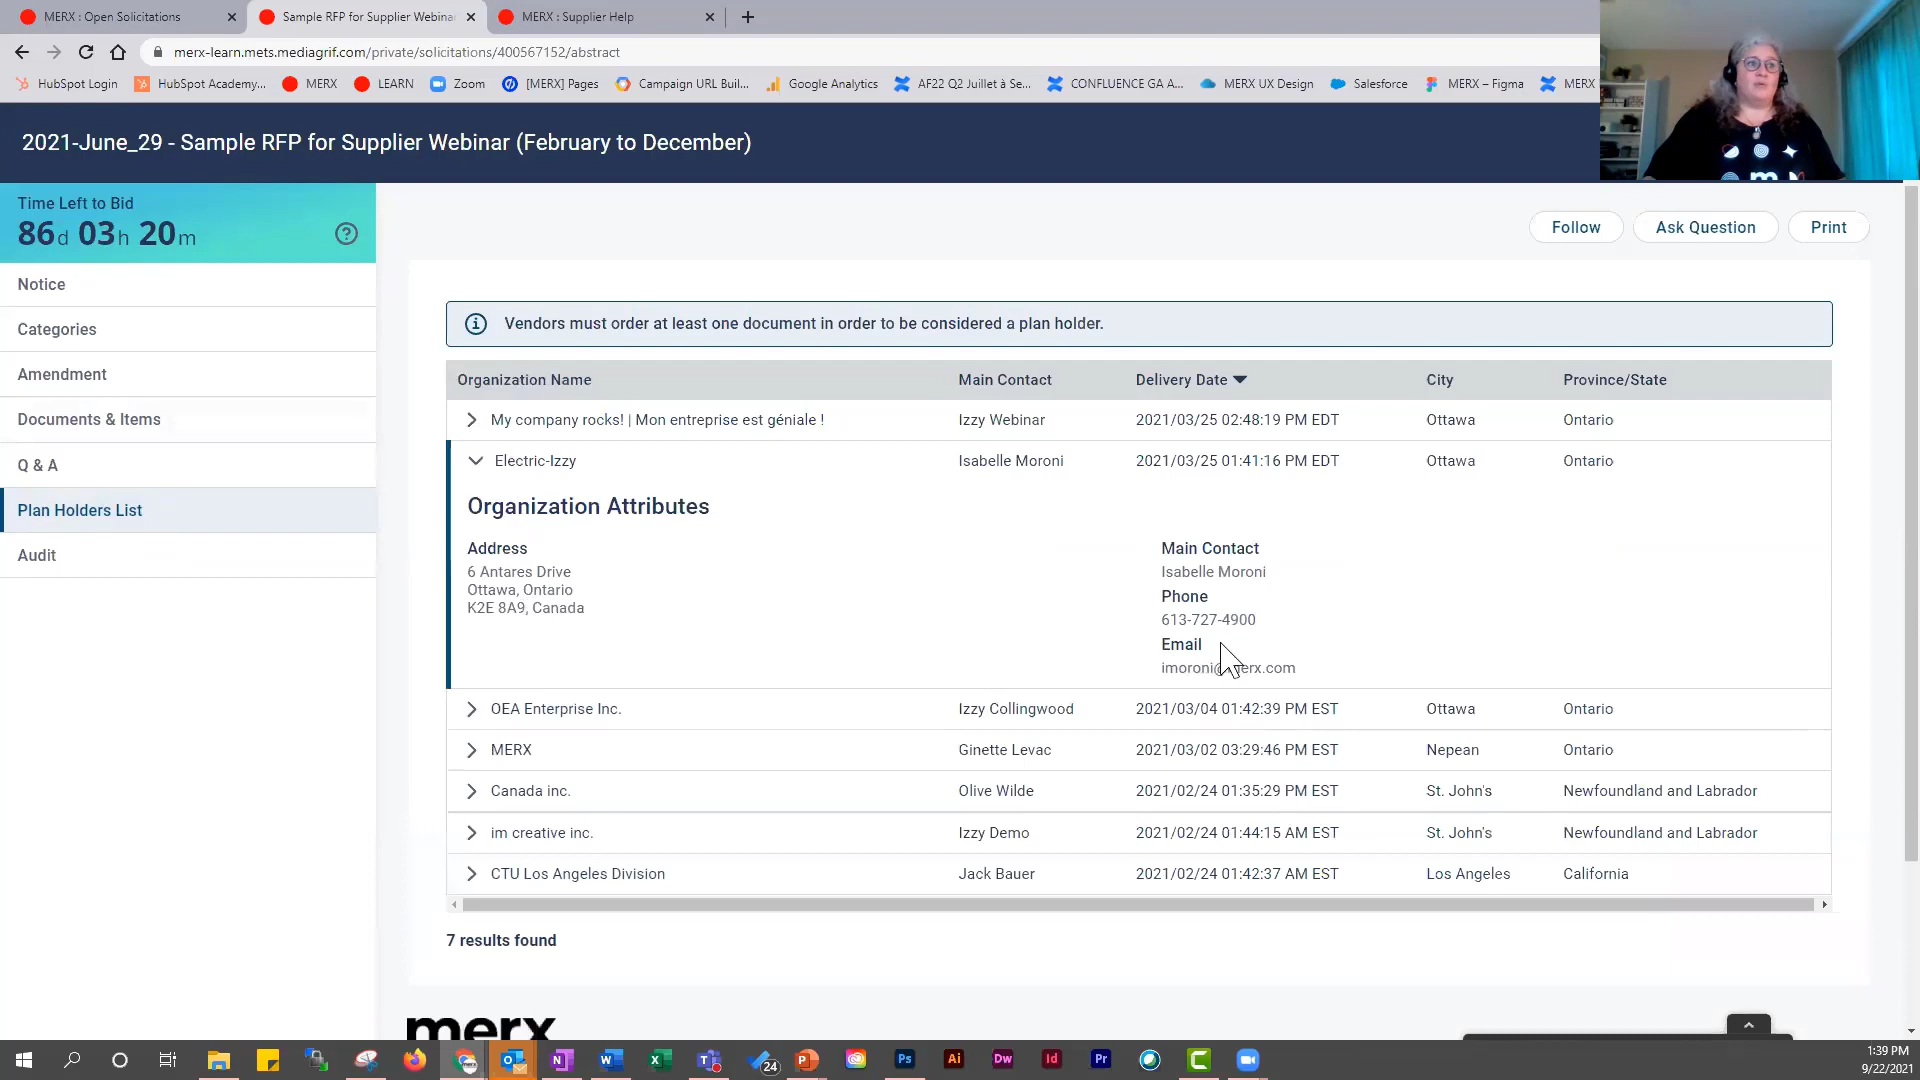 MERX : Open Solicitations
Sample RFP for Supplier Webinar
MERX : Supplier Help
merx-learn.mets.mediagrif.com/private/solicitations/400567152/abstract
HubSpot Login
HubSpot Academy...
MERX
LEARN
Zoom
[MERX] Pages
Campaign URL Buil...
Google Analytics
AF22 Q2 Juillet à Se...
CONFLUENCE GA A...
MERX UX Design
Salesforce
MERX – Figma
MERX
2021-June_29 - Sample RFP for Supplier Webinar (February to December)
Time Left to Bid
86d 03h 20m
Follow
Ask Question
Print
Notice
Categories
Amendment
Documents & Items
Q & A
Plan Holders List
Audit
Vendors must order at least one document in order to be considered a plan holder.
Organization Name Main Contact Delivery Date City Province/State
My company rocks! | Mon entreprise est géniale ! Izzy Webinar 2021/03/25 02:48:19 PM EDT Ottawa Ontario
Electric-Izzy Isabelle Moroni 2021/03/25 01:41:16 PM EDT Ottawa Ontario
Organization Attributes
Address
6 Antares Drive
Ottawa, Ontario
K2E 8A9, Canada
Main Contact
Isabelle Moroni
Phone
613-727-4900
Email
imoroni@merx.com
OEA Enterprise Inc. Izzy Collingwood 2021/03/04 01:42:39 PM EST Ottawa Ontario
MERX Ginette Levac 2021/03/02 03:29:46 PM EST Nepean Ontario
Canada inc. Olive Wilde 2021/02/24 01:35:29 PM EST St. John's Newfoundland and Labrador
im creative inc. Izzy Demo 2021/02/24 01:44:15 AM EST St. John's Newfoundland and Labrador
CTU Los Angeles Division Jack Bauer 2021/02/24 01:42:37 AM EST Los Angeles California
7 results found
merx
24
1:39 PM
9/22/2021